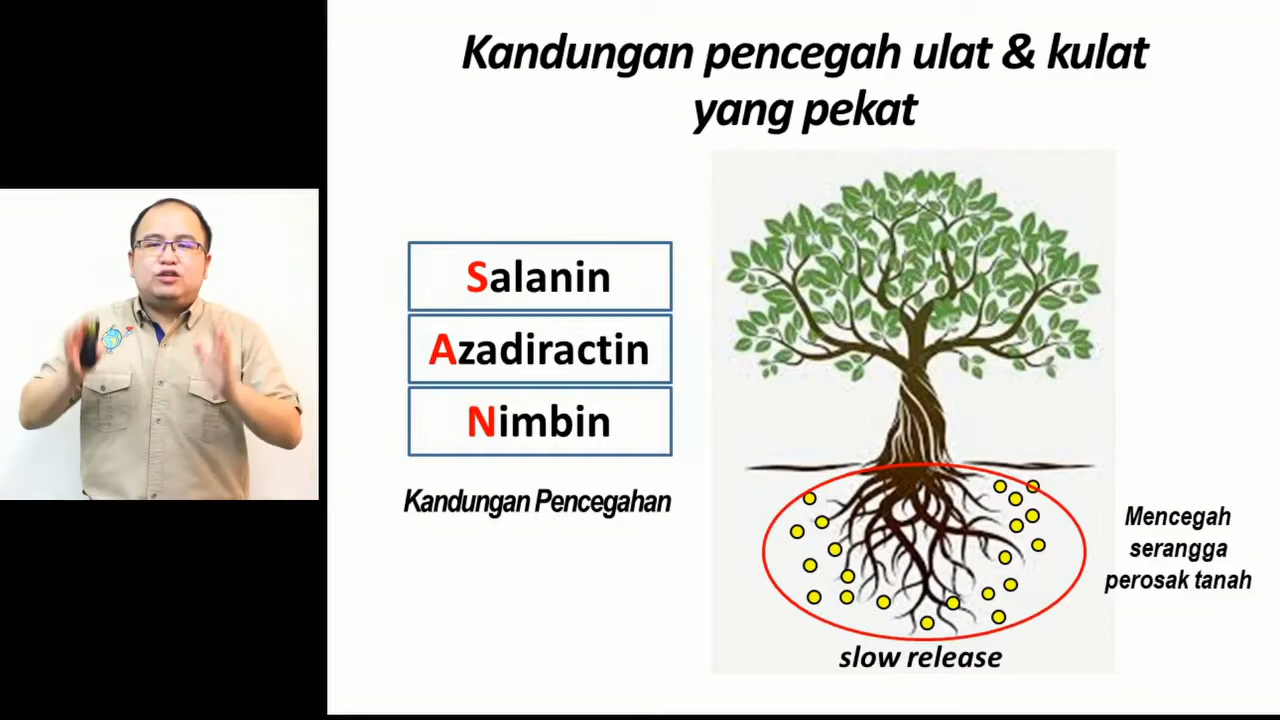 Kandungan pencegah ulat & kulat
yang pekat
Salanin
Azadiractin
Nimbin
Kandungan Pencegahan
Mencegah
serangga
perosak tanah
slow release